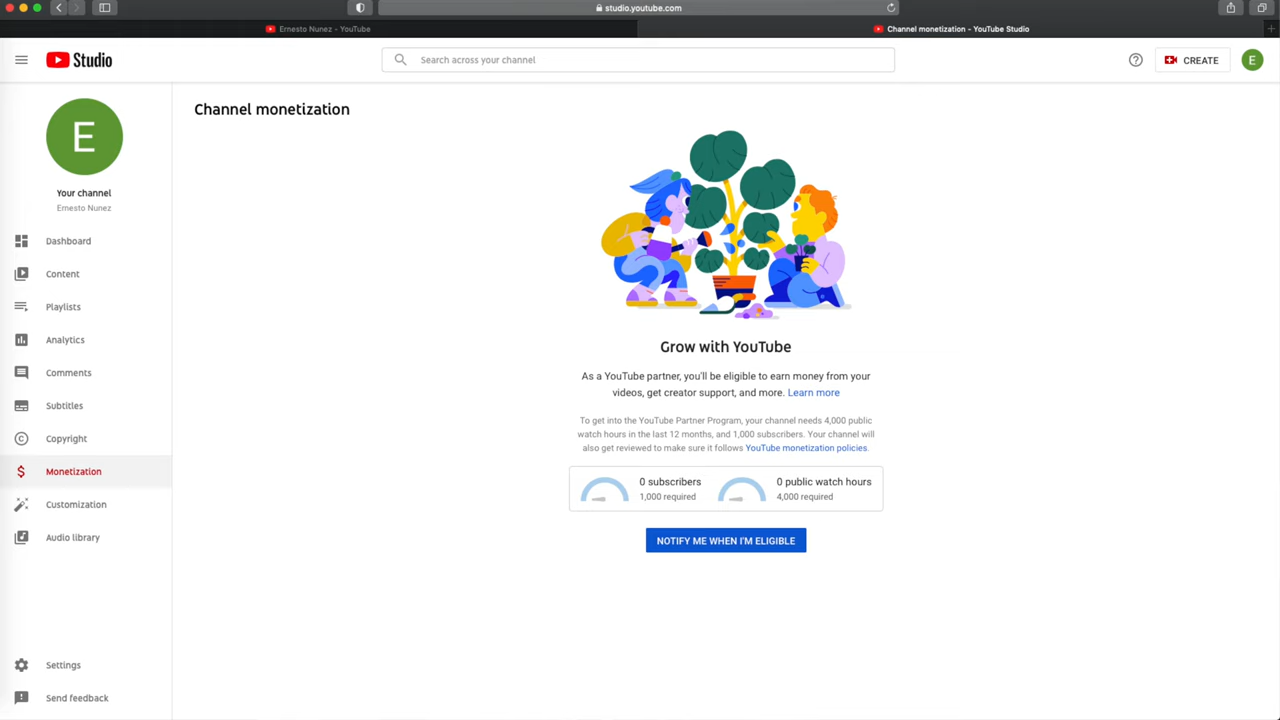 studio.youtube.com
Ernesto Nunez - YouTube
Channel monetization - YouTube Studio
Studio
Search across your channel
CREATE
E
E
Your channel
Ernesto Nunez
Dashboard
Content
Playlists
Analytics
Comments
Subtitles
Copyright
Monetization
Customization
Audio library
Settings
Send feedback
Channel monetization
Grow with YouTube
As a YouTube partner, you'll be eligible to earn money from your
videos, get creator support, and more. Learn more
To get into the YouTube Partner Program, your channel needs 4,000 public
watch hours in the last 12 months, and 1,000 subscribers. Your channel will
also get reviewed to make sure it follows YouTube monetization policies.
0 subscribers
1,000 required
0 public watch hours
4,000 required
NOTIFY ME WHEN I'M ELIGIBLE